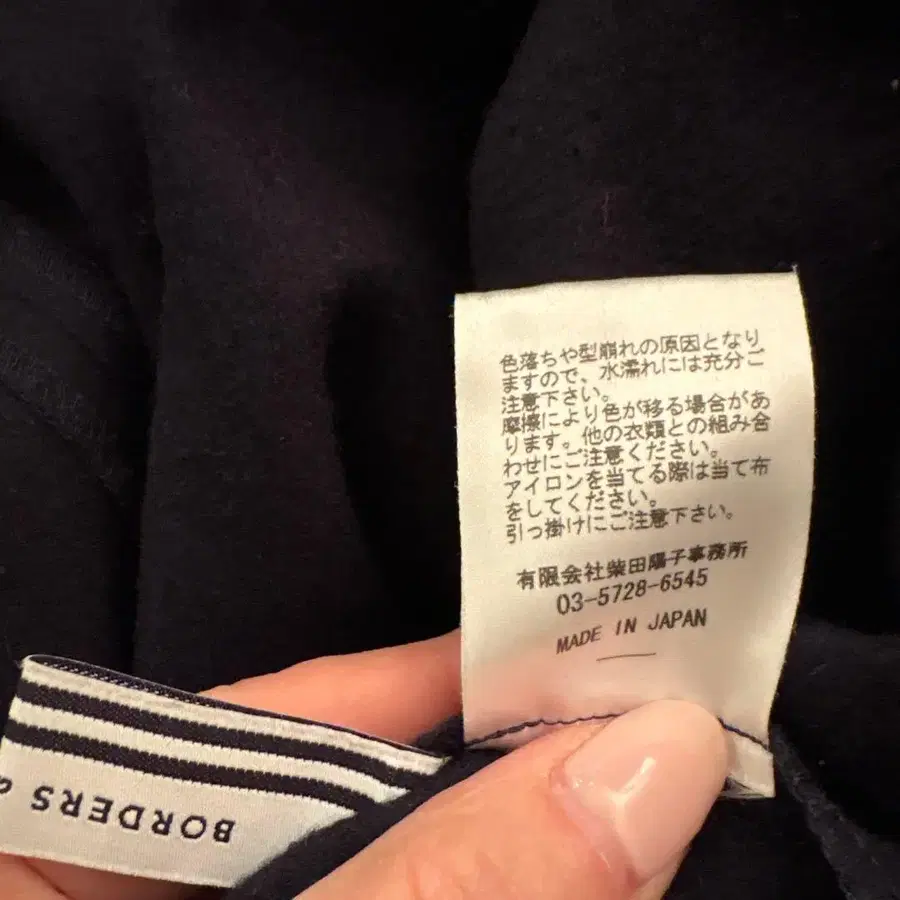 色落ちや型崩れの原因となり
ますので、水濡れには充分ご
注意下さい。
摩擦により色が移る場合があ
ります。他の衣類との組み合
わせにご注意ください。
アイロンを当てる際は当て布
をしてください。
引っ掛けにご注意下さい。
有限会社柴田陽子事務所
03-5728-6545
MADE IN JAPAN
BORDERS